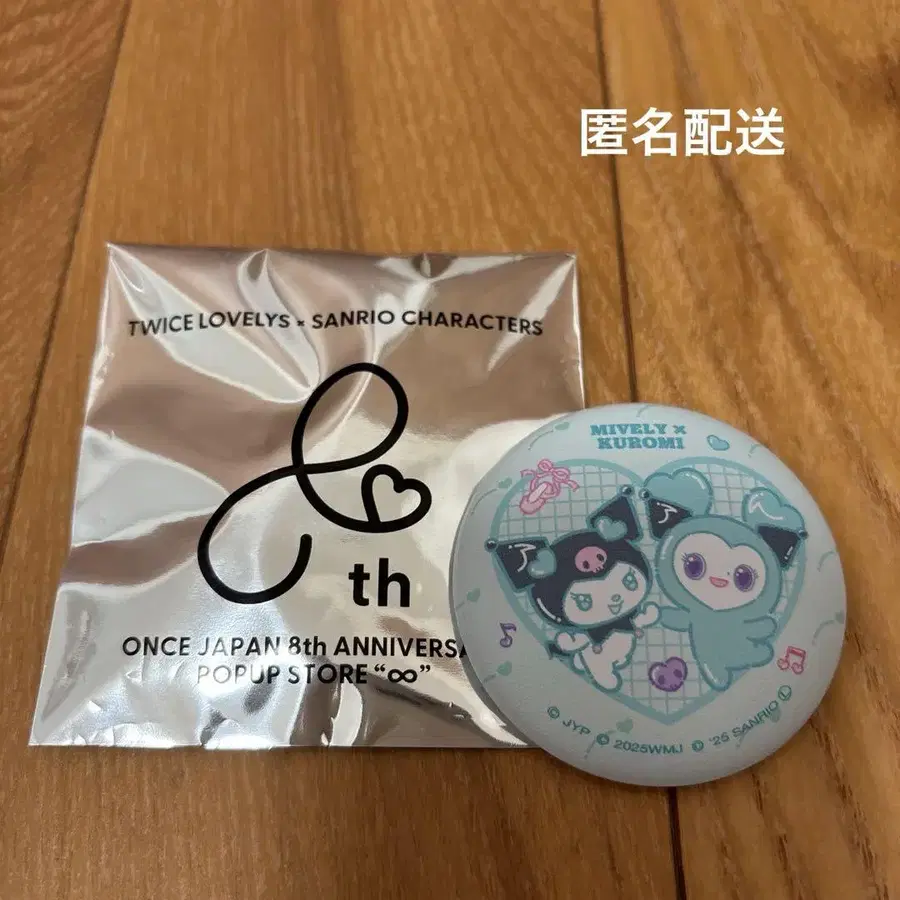 匿名配送
TWICE LOVELYS × SANRIO CHARACTERS
8
th
ONCE JAPAN 8th ANNIVERSA
POPUP STORE “∞”
MIVELY ×
KUROMI
© JYP © 2025WMJ © '25 SANRIO Ⓛ